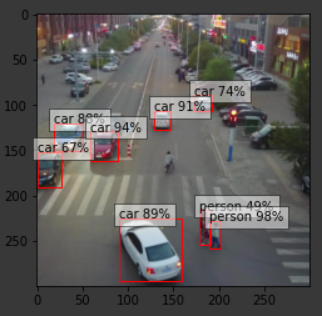 0
50
100
150
200
250
car 74%
car 91%
car 88%
car 94%
car 67%
person 49%
person 98%
car 89%
0 50 100 150 200 250